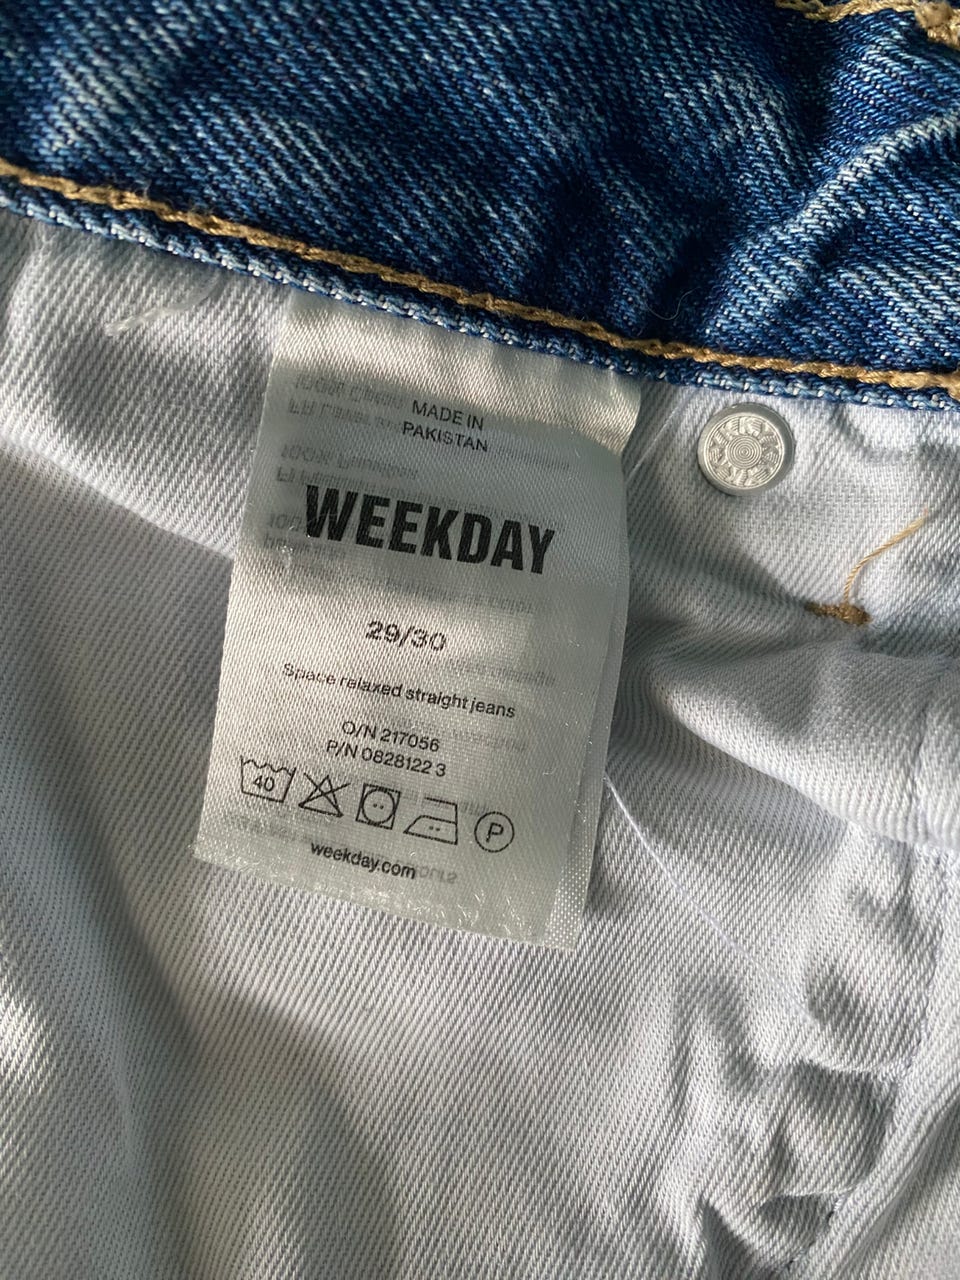 MADE IN
PAKISTAN
WEEKDAY
29/30
Space relaxed straight jeans
O/N 217056
P/N 0828122 3
40
P
weekday.com